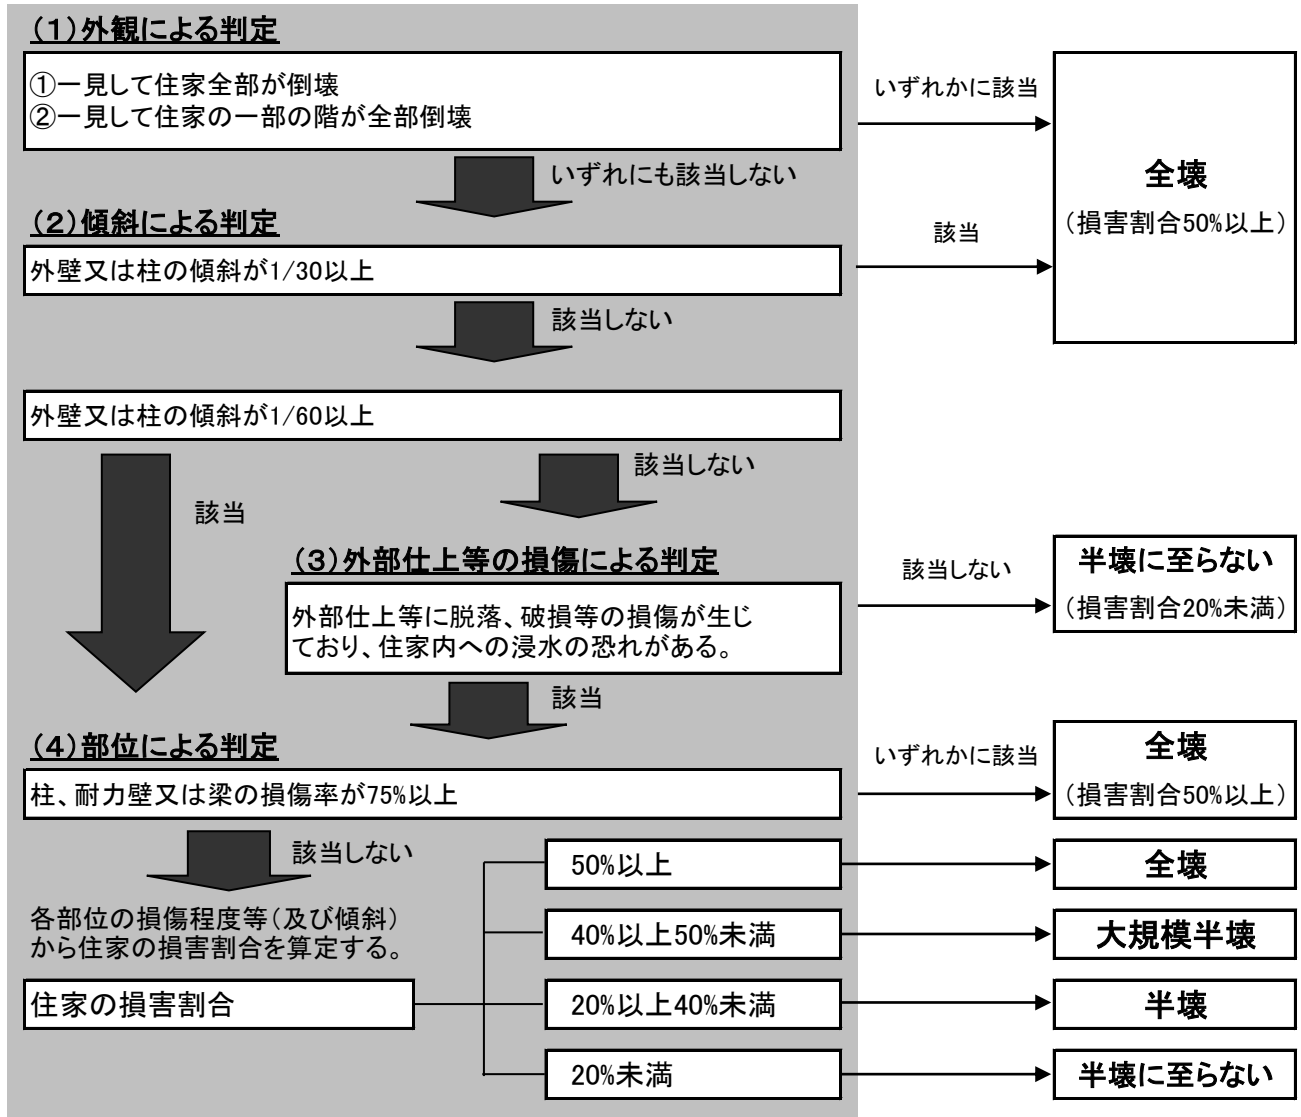 （１）外観による判定
①一見して住家全部が倒壊
②一見して住家の一部の階が全部倒壊
いずれかに該当
全壊
（損害割合50%以上）
いずれにも該当しない
（２）傾斜による判定
外壁又は柱の傾斜が1/30以上
該当
該当しない
外壁又は柱の傾斜が1/60以上
該当
該当しない
（３）外部仕上等の損傷による判定
外部仕上等に脱落、破損等の損傷が生じ
ており、住家内への浸水の恐れがある。
該当しない
半壊に至らない
（損害割合20%未満）
該当
（４）部位による判定
柱、耐力壁又は梁の損傷率が75%以上
いずれかに該当
全壊
（損害割合50%以上）
該当しない
各部位の損傷程度等（及び傾斜）
から住家の損害割合を算定する。
住家の損害割合
50%以上
全壊
40%以上50%未満
大規模半壊
20%以上40%未満
半壊
20%未満
半壊に至らない